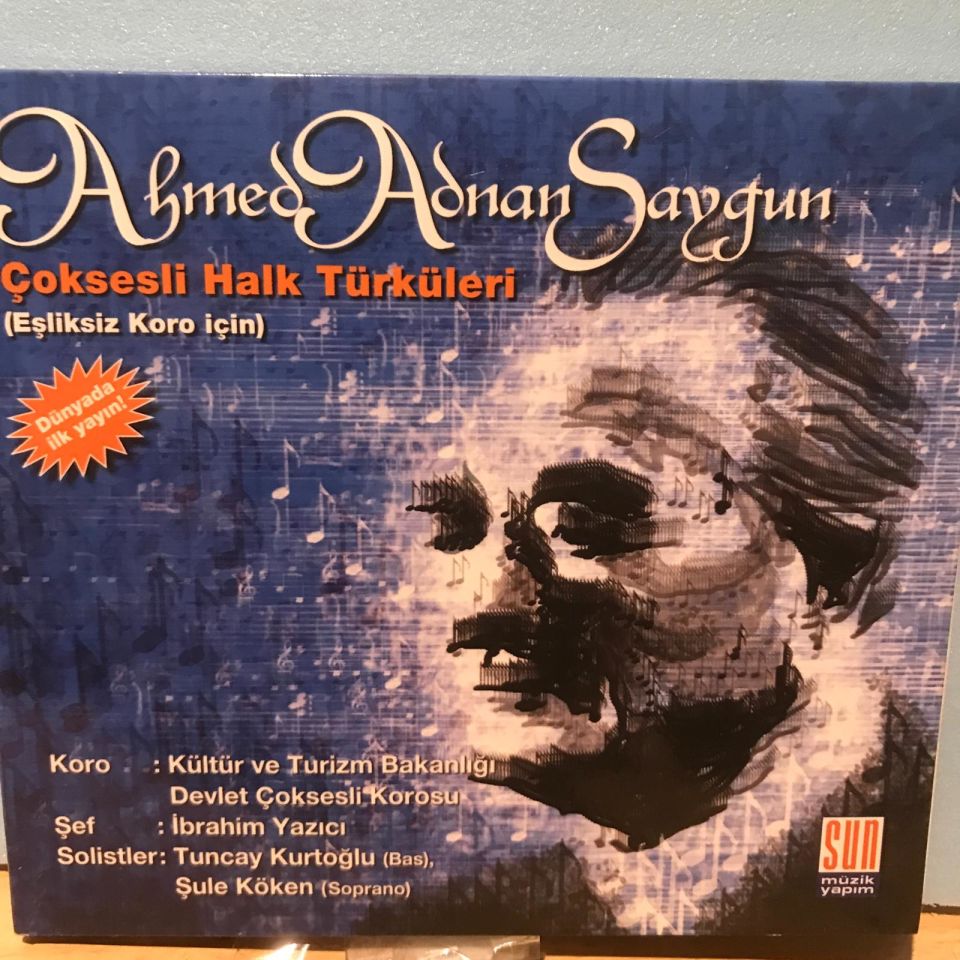 Ahmed Adnan Saygun
Çoksesli Halk Türküleri
(Eşliksiz Koro için)
Dünyada
ilk yayın!
Koro : Kültür ve Turizm Bakanlığı
Devlet Çoksesli Korosu
Şef : İbrahim Yazıcı
Solistler: Tuncay Kurtoğlu (Bas),
Şule Köken (Soprano)
SUN
müzik
yapım